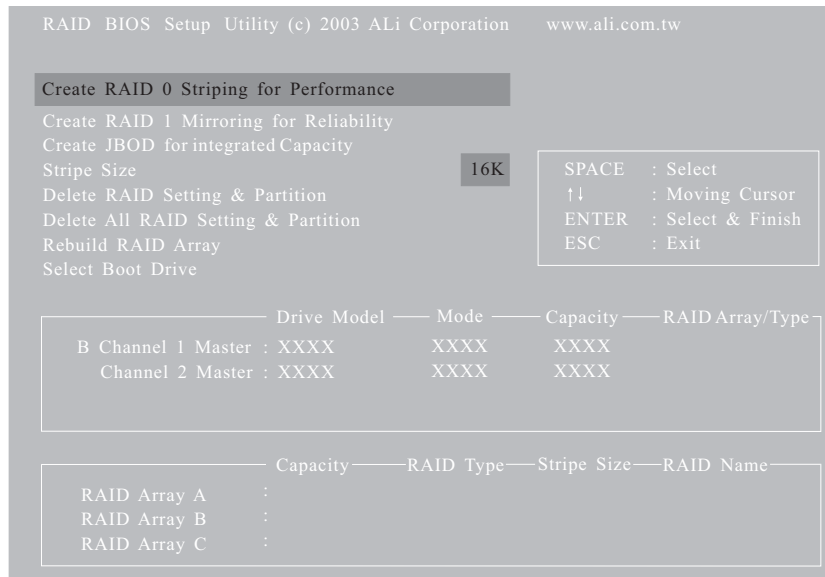 RAID BIOS Setup Utility (c) 2003 ALi Corporation www.ali.com.tw
Create RAID 0 Striping for Performance
Create RAID 1 Mirroring for Reliability
Create JBOD for integrated Capacity
Stripe Size 16K
Delete RAID Setting & Partition
Delete All RAID Setting & Partition
Rebuild RAID Array
Select Boot Drive
SPACE : Select
↑↓ : Moving Cursor
ENTER : Select & Finish
ESC : Exit
Drive Model Mode Capacity RAID Array/Type
B Channel 1 Master : XXXX XXXX XXXX
Channel 2 Master : XXXX XXXX XXXX
Capacity RAID Type Stripe Size RAID Name
RAID Array A :
RAID Array B :
RAID Array C :